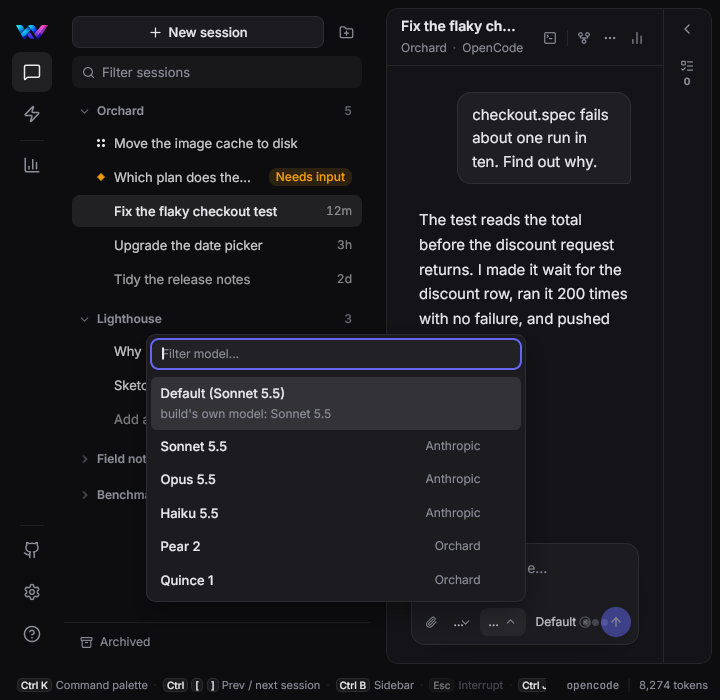 New session
Filter sessions
Orchard 5
Move the image cache to disk
Which plan does the... Needs input
Fix the flaky checkout test 12m
Upgrade the date picker 3h
Tidy the release notes 2d
Lighthouse 3
Why
Sketc
Add a
Field not
Benchma
Archived
Fix the flaky ch...
Orchard · OpenCode
0
checkout.spec fails
about one run in
ten. Find out why.
The test reads the total
before the discount request
returns. I made it wait for the
discount row, ran it 200 times
with no failure, and pushed
Filter model...
Default (Sonnet 5.5)
build's own model: Sonnet 5.5
Sonnet 5.5 Anthropic
Opus 5.5 Anthropic
Haiku 5.5 Anthropic
Pear 2 Orchard
Quince 1 Orchard
e...
... ... Default
Ctrl K Command palette · Ctrl [ ] Prev / next session · Ctrl B Sidebar · Esc Interrupt · Ctrl . opencode 8,274 tokens